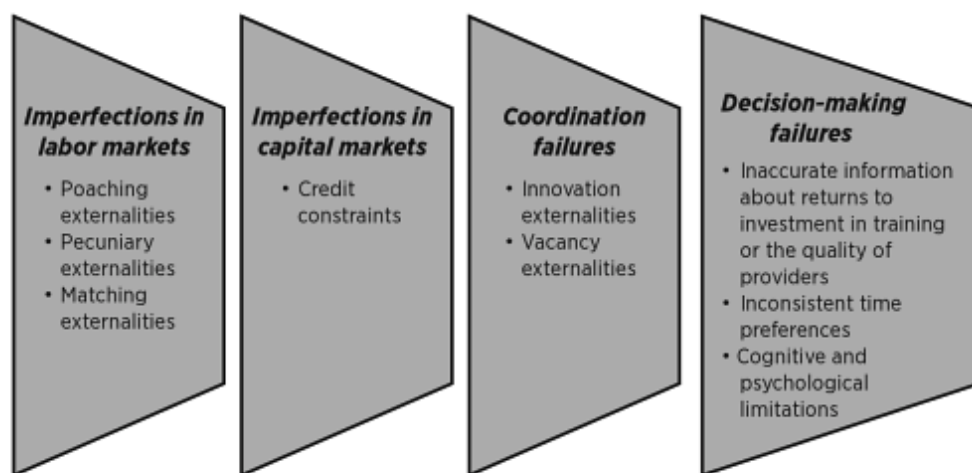 Imperfections in
labor markets
• Poaching
externalities
• Pecuniary
externalities
• Matching
externalities
Imperfections in
capital markets
• Credit
constraints
Coordination
failures
• Innovation
externalities
• Vacancy
externalities
Decision-making
failures
• Inaccurate information
about returns to
investment in training
or the quality of
providers
• Inconsistent time
preferences
• Cognitive and
psychological
limitations